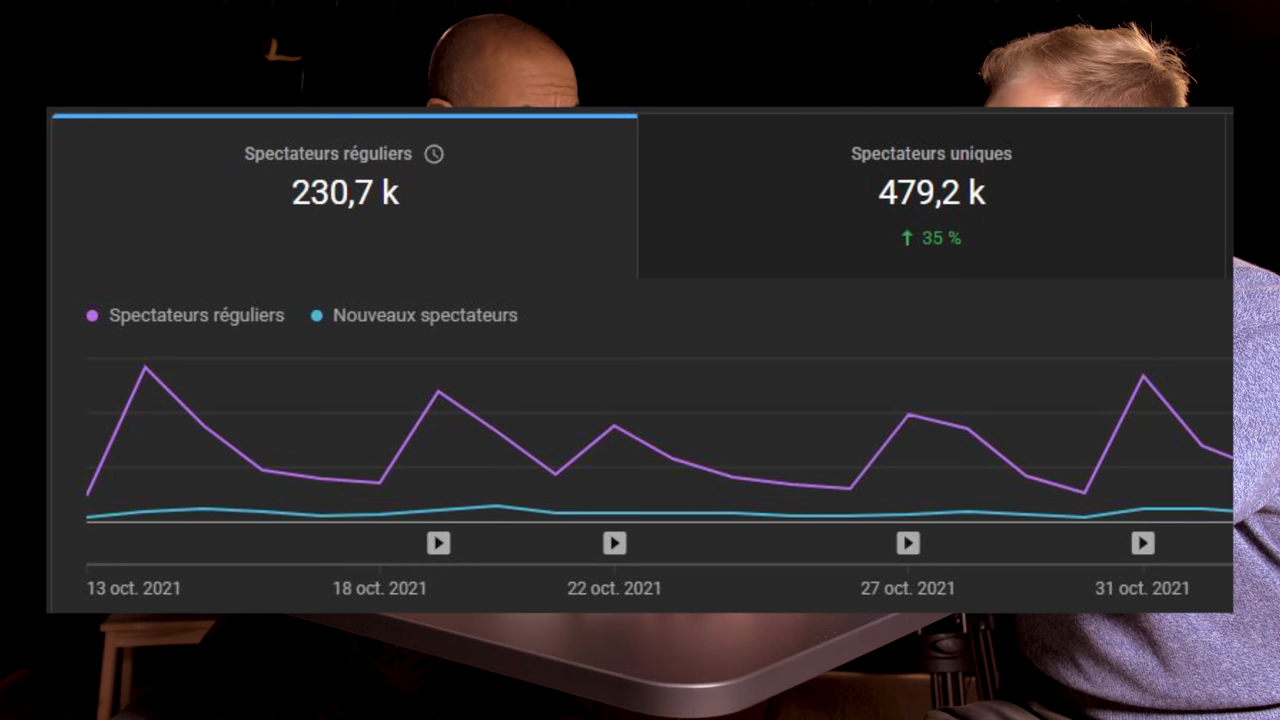 Spectateurs réguliers
230,7 k
Spectateurs uniques
479,2 k
35 %
Spectateurs réguliers
Nouveaux spectateurs
13 oct. 2021
18 oct. 2021
22 oct. 2021
27 oct. 2021
31 oct. 2021